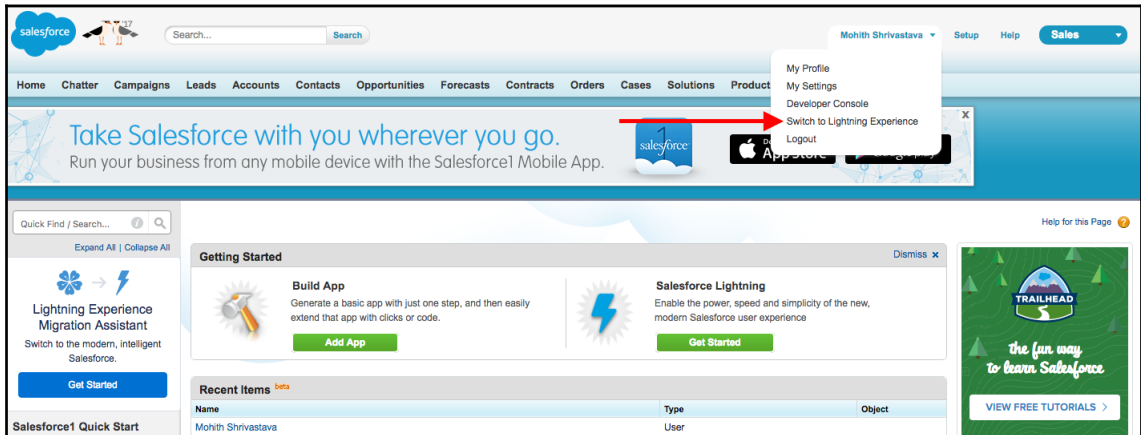 salesforce
'17
Search...
Search
Mohith Shrivastava
Setup
Help
Sales
My Profile
My Settings
Developer Console
Switch to Lightning Experience
Logout
Home Chatter Campaigns Leads Accounts Contacts Opportunities Forecasts Contracts Orders Cases Solutions Product
Take Salesforce with you wherever you go.
Run your business from any mobile device with the Salesforce1 Mobile App.
salesforce
1
App Store
X
Quick Find / Search...
Expand All | Collapse All
Lightning Experience
Migration Assistant
Switch to the modern, intelligent
Salesforce.
Get Started
Salesforce1 Quick Start
Help for this Page
Getting Started
Dismiss x
Build App
Generate a basic app with just one step, and then easily
extend that app with clicks or code.
Add App
Salesforce Lightning
Enable the power, speed and simplicity of the new,
modern Salesforce user experience
Get Started
Recent Items beta
Name Type Object
Mohith Shrivastava User
TRAILHEAD
the fun way
to learn Salesforce
VIEW FREE TUTORIALS >